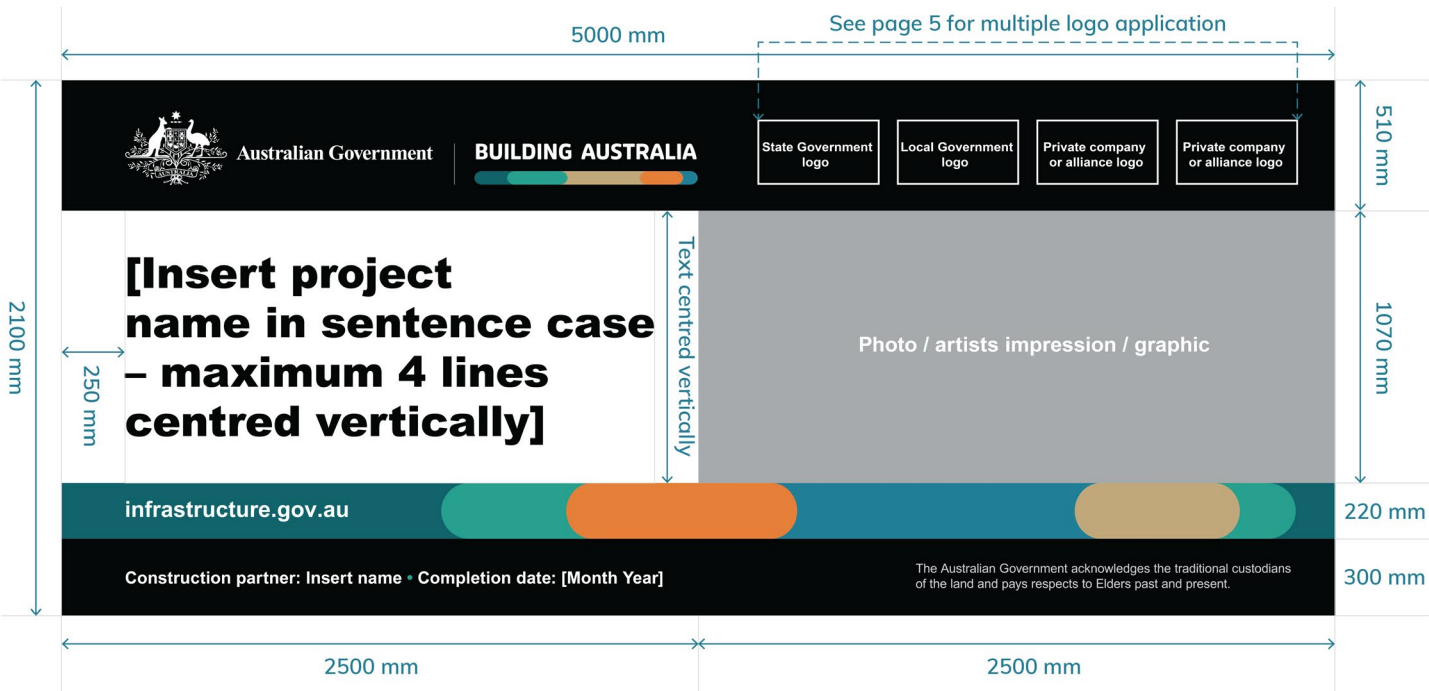 See page 5 for multiple logo application
5000 mm
Australian Government
BUILDING AUSTRALIA
State Government
logo
Local Government
logo
Private company
or alliance logo
Private company
or alliance logo
510 mm
AUSTRALIA
[Insert project
name in sentence case
– maximum 4 lines
centred vertically]
Text centred vertically
Photo / artists impression / graphic
2100 mm
250 mm
1070 mm
infrastructure.gov.au
220 mm
Construction partner: Insert name • Completion date: [Month Year]
The Australian Government acknowledges the traditional custodians
of the land and pays respects to Elders past and present.
300 mm
2500 mm
2500 mm